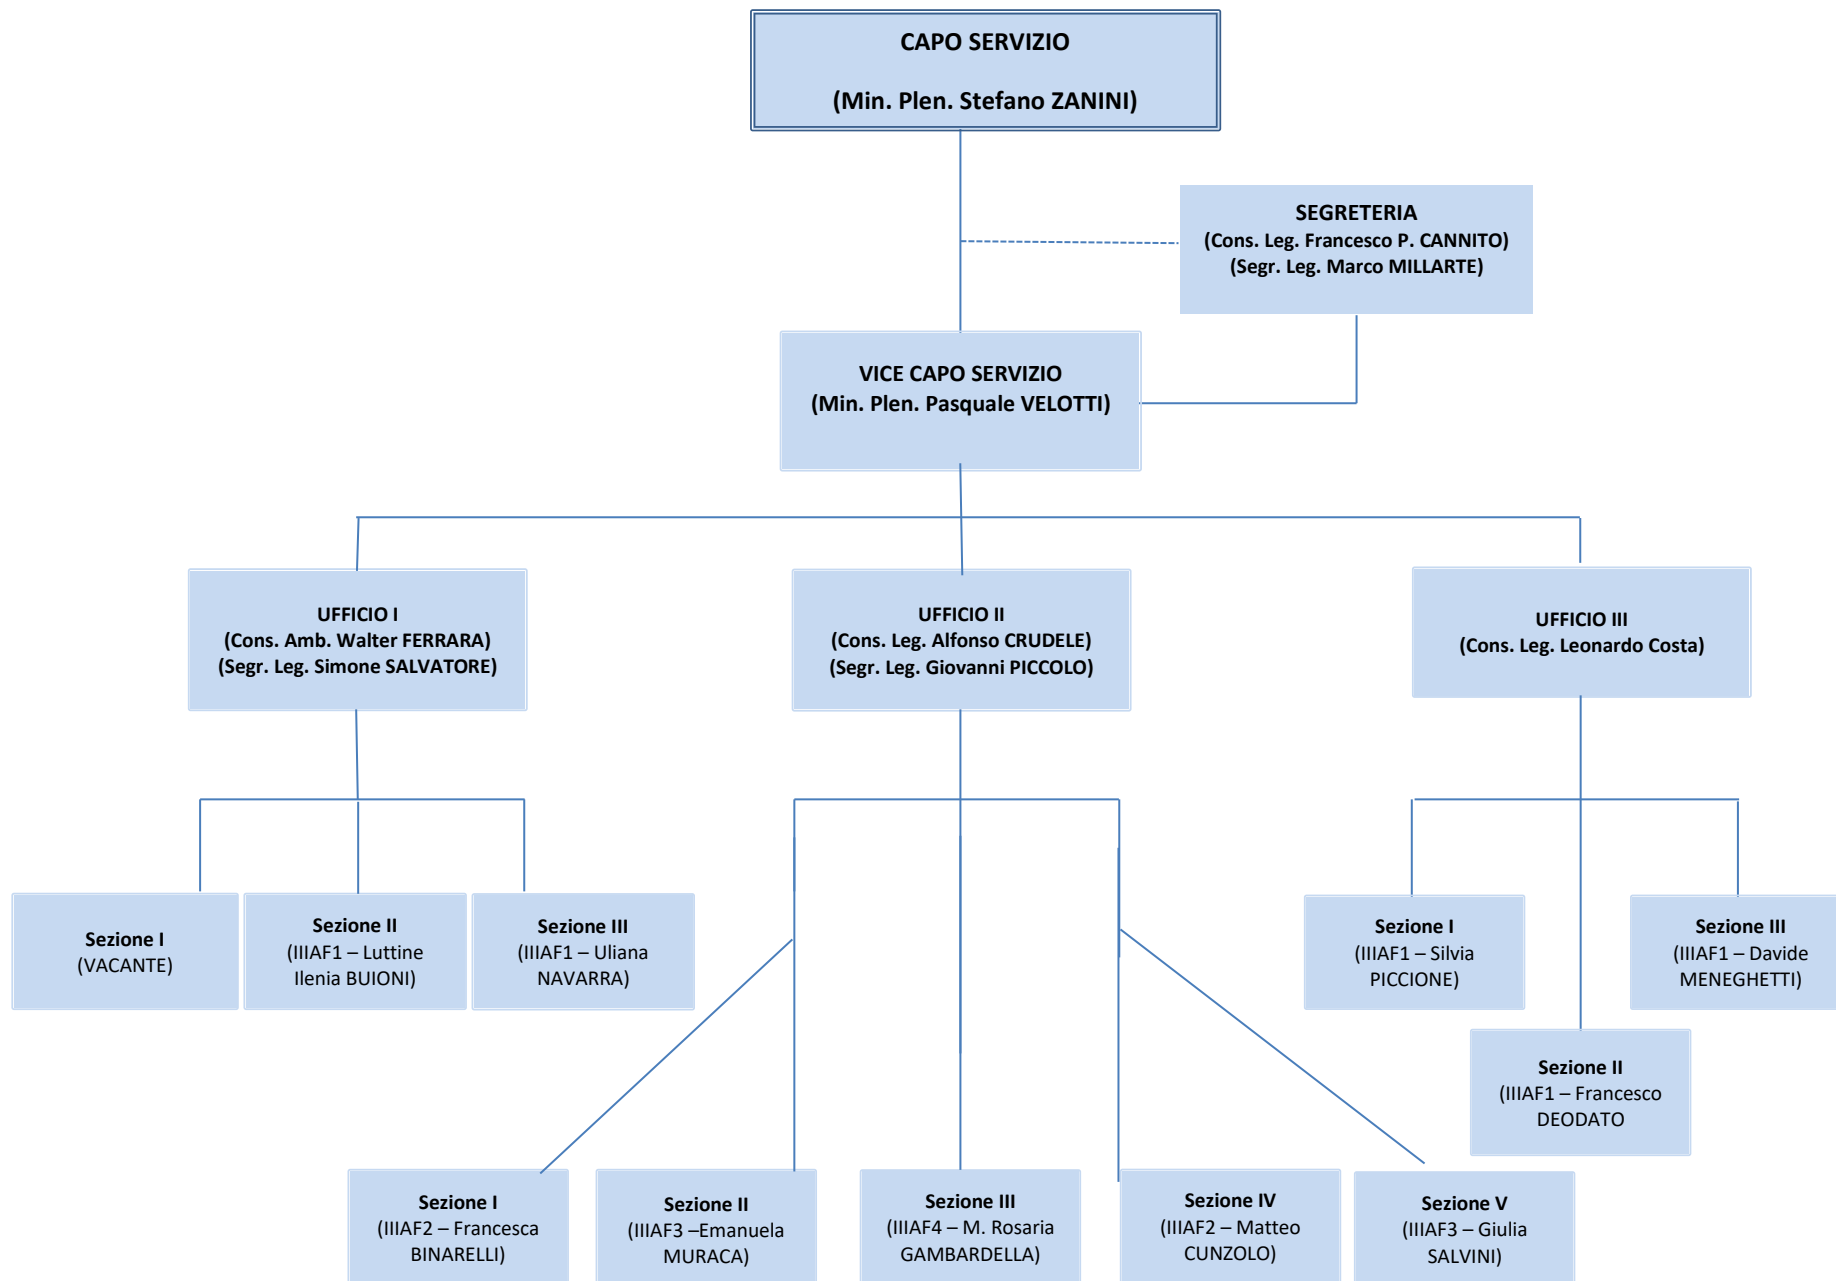 CAPO SERVIZIO
(Min. Plen. Stefano ZANINI)
SEGRETERIA
(Cons. Leg. Francesco P. CANNITO)
(Segr. Leg. Marco MILLARTE)
VICE CAPO SERVIZIO
(Min. Plen. Pasquale VELOTTI)
UFFICIO I
(Cons. Amb. Walter FERRARA)
(Segr. Leg. Simone SALVATORE)
UFFICIO II
(Cons. Leg. Alfonso CRUDELE)
(Segr. Leg. Giovanni PICCOLO)
UFFICIO III
(Cons. Leg. Leonardo Costa)
Sezione I
(VACANTE)
Sezione II
(IIIAF1 – Luttine
Ilenia BUIONI)
Sezione III
(IIIAF1 – Uliana
NAVARRA)
Sezione I
(IIIAF1 – Silvia
PICCIONE)
Sezione III
(IIIAF1 – Davide
MENEGHETTI)
Sezione II
(IIIAF1 – Francesco
DEODATO
Sezione I
(IIIAF2 – Francesca
BINARELLI)
Sezione II
(IIIAF3 –Emanuela
MURACA)
Sezione III
(IIIAF4 – M. Rosaria
GAMBARDELLA)
Sezione IV
(IIIAF2 – Matteo
CUNZOLO)
Sezione V
(IIIAF3 – Giulia
SALVINI)